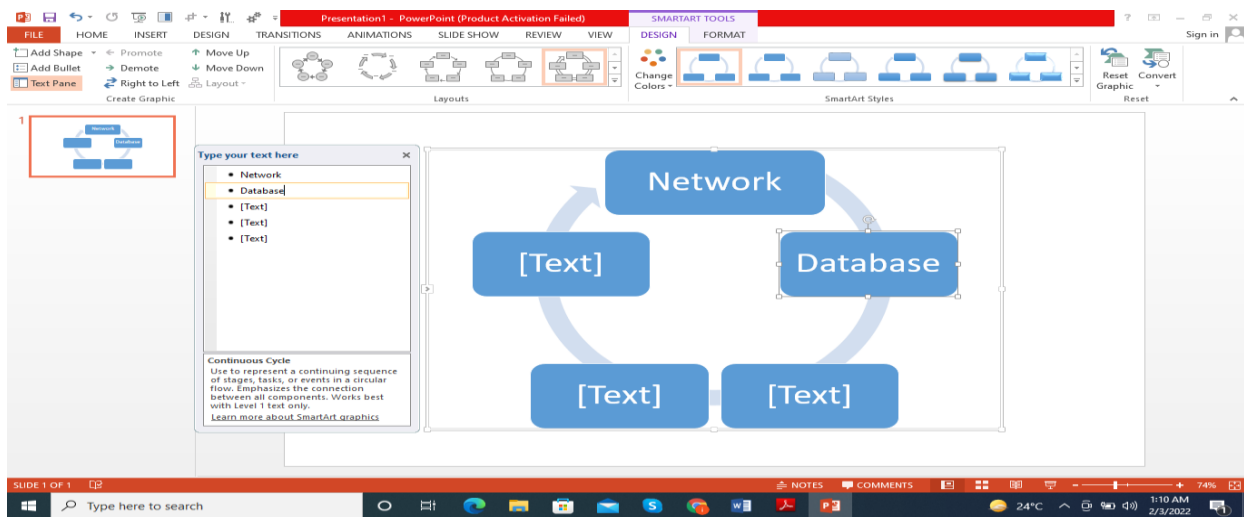 Presentation1 - PowerPoint (Product Activation Failed)
SMARTART TOOLS
?
FILE HOME INSERT DESIGN TRANSITIONS ANIMATIONS SLIDE SHOW REVIEW VIEW DESIGN FORMAT
Sign in
Add Shape Promote Move Up
Add Bullet Demote Move Down
Text Pane Right to Left Layout
Create Graphic
Layouts
Change Colors
SmartArt Styles
Reset Graphic
Convert
Reset
1
Network
Database
Type your text here
Network
Database
[Text]
[Text]
[Text]
Continuous Cycle
Use to represent a continuing sequence
of stages, tasks, or events in a circular
flow. Emphasizes the connection
between all components. Works best
with Level 1 text only.
Learn more about SmartArt graphics
Network
[Text]
Database
[Text]
[Text]
SLIDE 1 OF 1
NOTES COMMENTS
74%
Type here to search
24°C
1:10 AM
2/3/2022